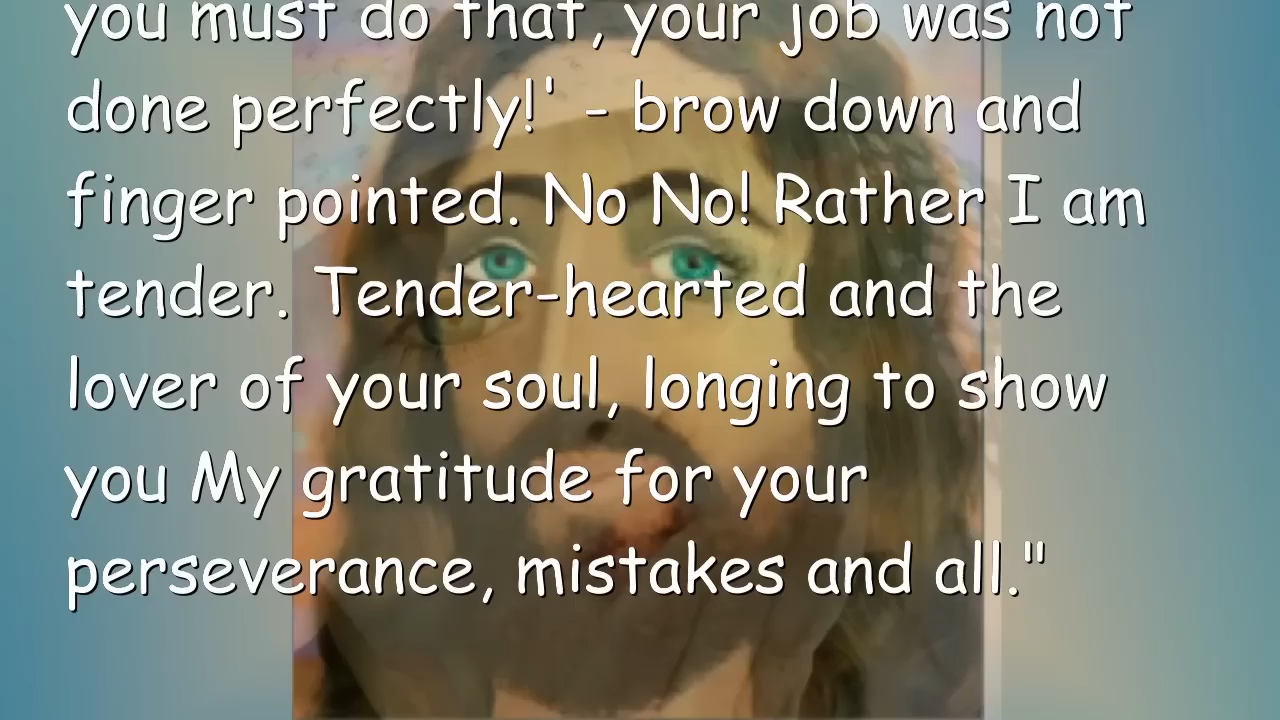 you must do that, your job was not
done perfectly!' - brow down and
finger pointed. No No! Rather I am
tender. Tender-hearted and the
lover of your soul, longing to show
you My gratitude for your
perseverance, mistakes and all."